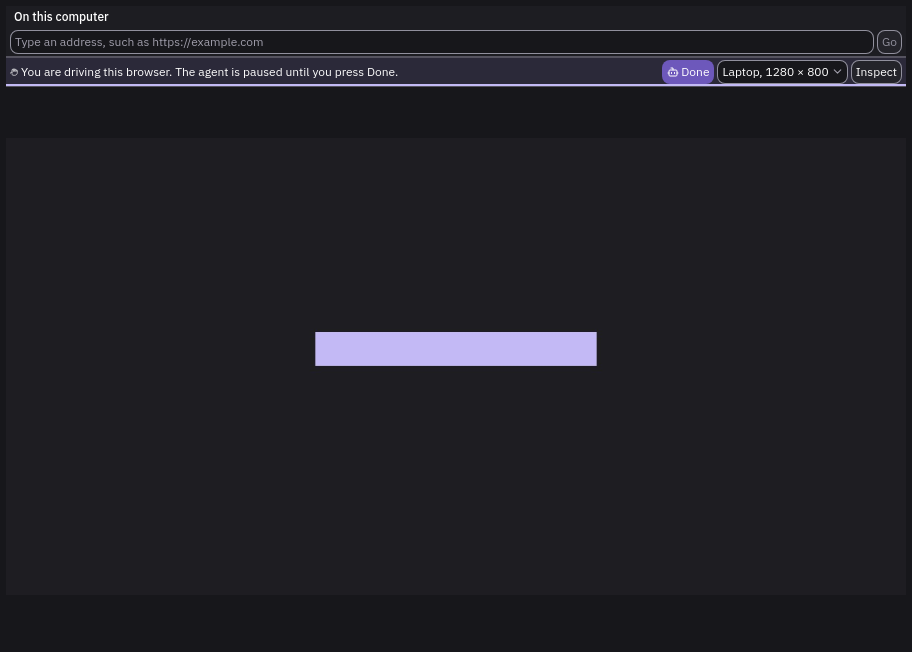 On this computer
Type an address, such as https://example.com
Go
You are driving this browser. The agent is paused until you press Done.
Done
Laptop, 1280 × 800
Inspect